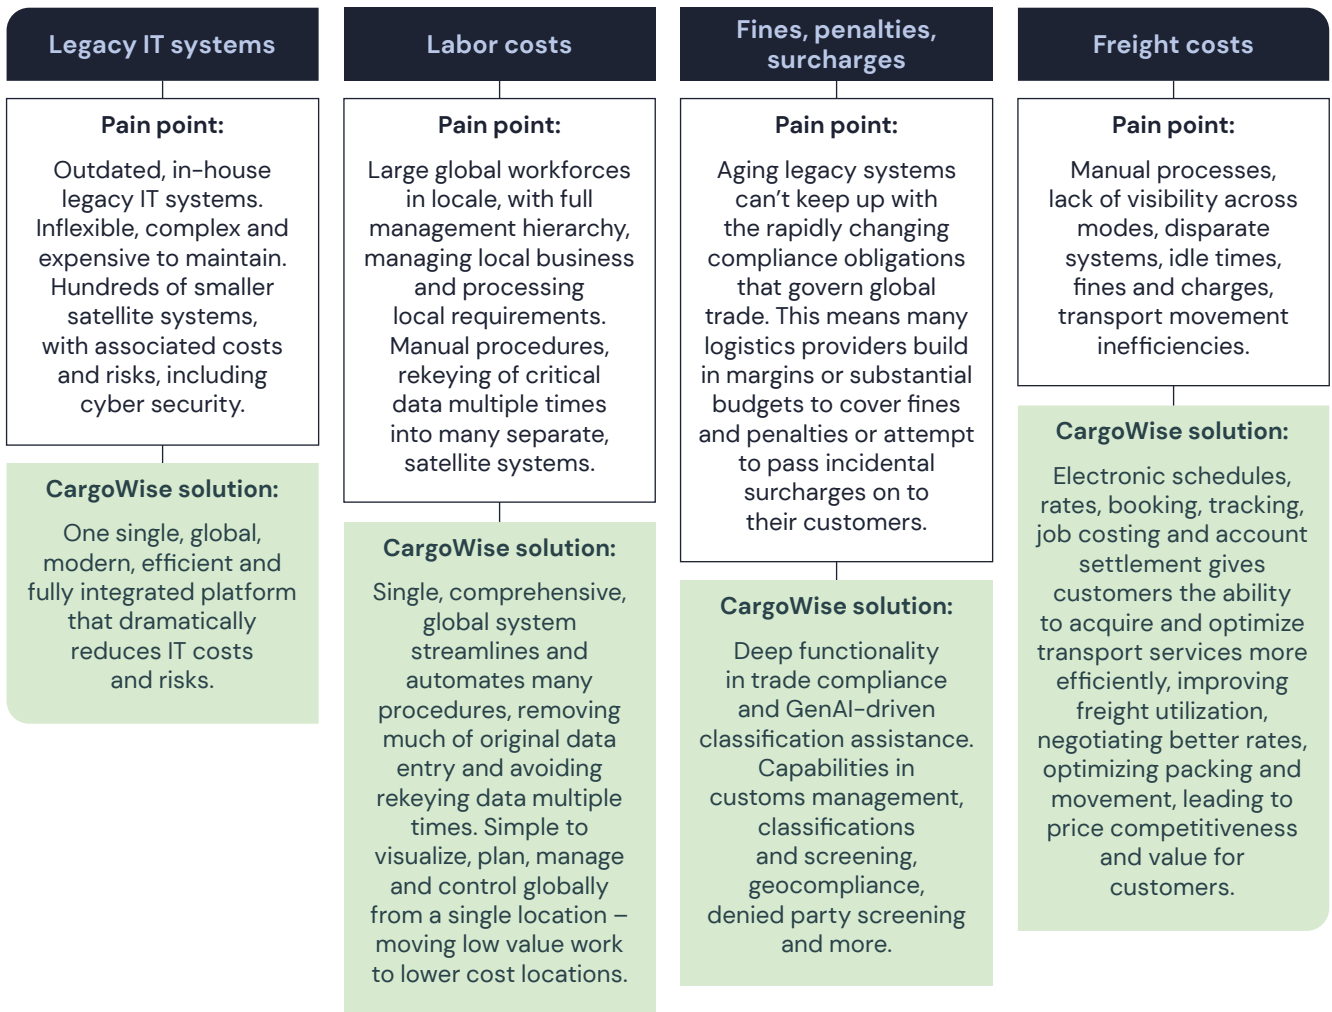 Legacy IT systems
Pain point:
Outdated, in-house
legacy IT systems.
Inflexible, complex and
expensive to maintain.
Hundreds of smaller
satellite systems,
with associated costs
and risks, including
cyber security.
CargoWise solution:
One single, global,
modern, efficient and
fully integrated platform
that dramatically
reduces IT costs
and risks.
Labor costs
Pain point:
Large global workforces
in locale, with full
management hierarchy,
managing local business
and processing
local requirements.
Manual procedures,
rekeying of critical
data multiple times
into many separate,
satellite systems.
CargoWise solution:
Single, comprehensive,
global system
streamlines and
automates many
procedures, removing
much of original data
entry and avoiding
rekeying data multiple
times. Simple to
visualize, plan, manage
and control globally
from a single location –
moving low value work
to lower cost locations.
Fines, penalties,
surcharges
Pain point:
Aging legacy systems
can’t keep up with
the rapidly changing
compliance obligations
that govern global
trade. This means many
logistics providers build
in margins or substantial
budgets to cover fines
and penalties or attempt
to pass incidental
surcharges on to
their customers.
CargoWise solution:
Deep functionality
in trade compliance
and GenAI-driven
classification assistance.
Capabilities in
customs management,
classifications
and screening,
geocompliance,
denied party screening
and more.
Freight costs
Pain point:
Manual processes,
lack of visibility across
modes, disparate
systems, idle times,
fines and charges,
transport movement
inefficiencies.
CargoWise solution:
Electronic schedules,
rates, booking, tracking,
job costing and account
settlement gives
customers the ability
to acquire and optimize
transport services more
efficiently, improving
freight utilization,
negotiating better rates,
optimizing packing and
movement, leading to
price competitiveness
and value for
customers.